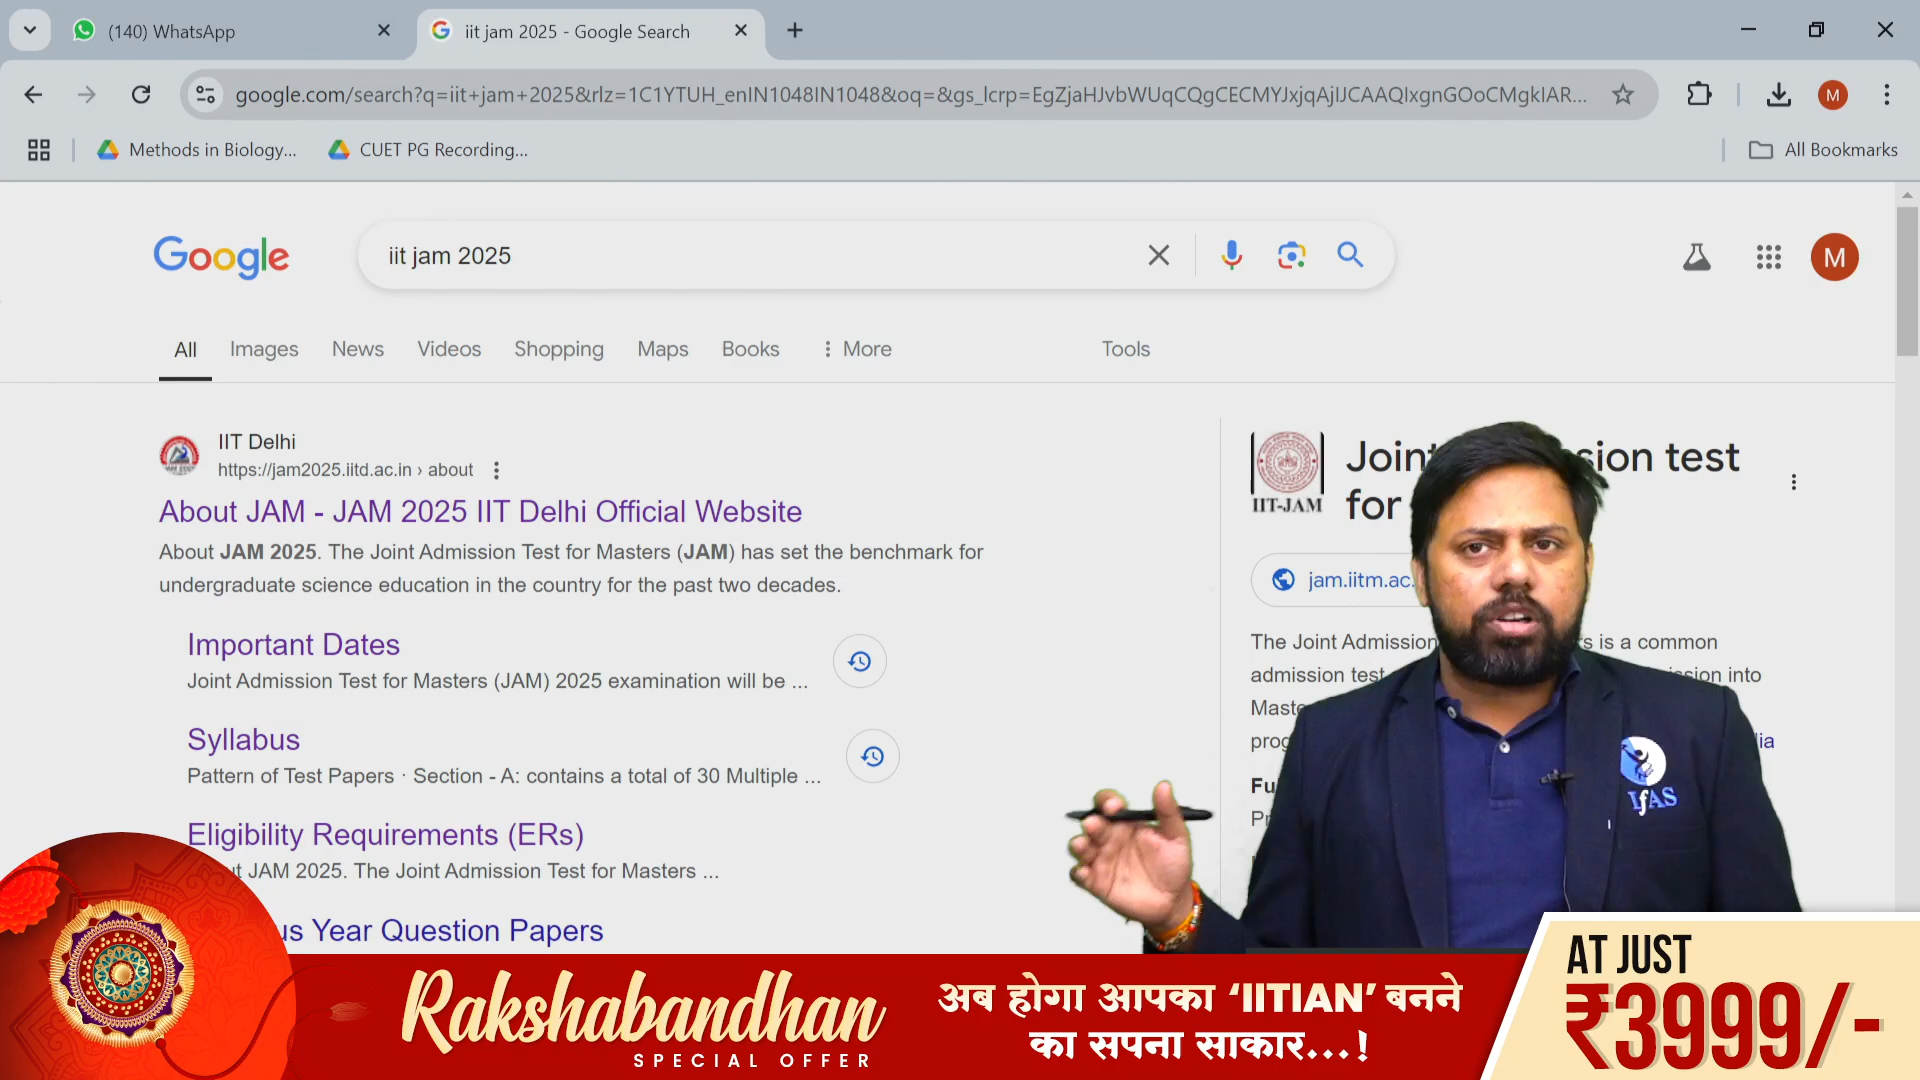 (140) WhatsApp
iit jam 2025 - Google Search
google.com/search?q=iit+jam+2025&rlz=1C1YTUH_enIN1048IN1048&oq=&gs_lcrp=EgZjaHJvbWUqCQgCECMYJxjqAjIJCAAQIxgnGOoCMgkIAR...
M
Methods in Biology...
CUET PG Recording...
All Bookmarks
Google
iit jam 2025
M
All
Images
News
Videos
Shopping
Maps
Books
More
Tools
IIT Delhi
https://jam2025.iitd.ac.in › about
About JAM - JAM 2025 IIT Delhi Official Website
About JAM 2025. The Joint Admission Test for Masters (JAM) has set the benchmark for
undergraduate science education in the country for the past two decades.
Important Dates
Joint Admission Test for Masters (JAM) 2025 examination will be ...
Syllabus
Pattern of Test Papers · Section - A: contains a total of 30 Multiple ...
Eligibility Requirements (ERs)
JAM 2025. The Joint Admission Test for Masters ...
Year Question Papers
IIT-JAM
test
for
jam.iitm.ac.
The Joint Admission is a common
admission test into
IfAS
Rakshabandhan
SPECIAL OFFER
अब होगा आपका ‘IITIAN’ बनने
का सपना साकार...!
AT JUST
₹3999/-